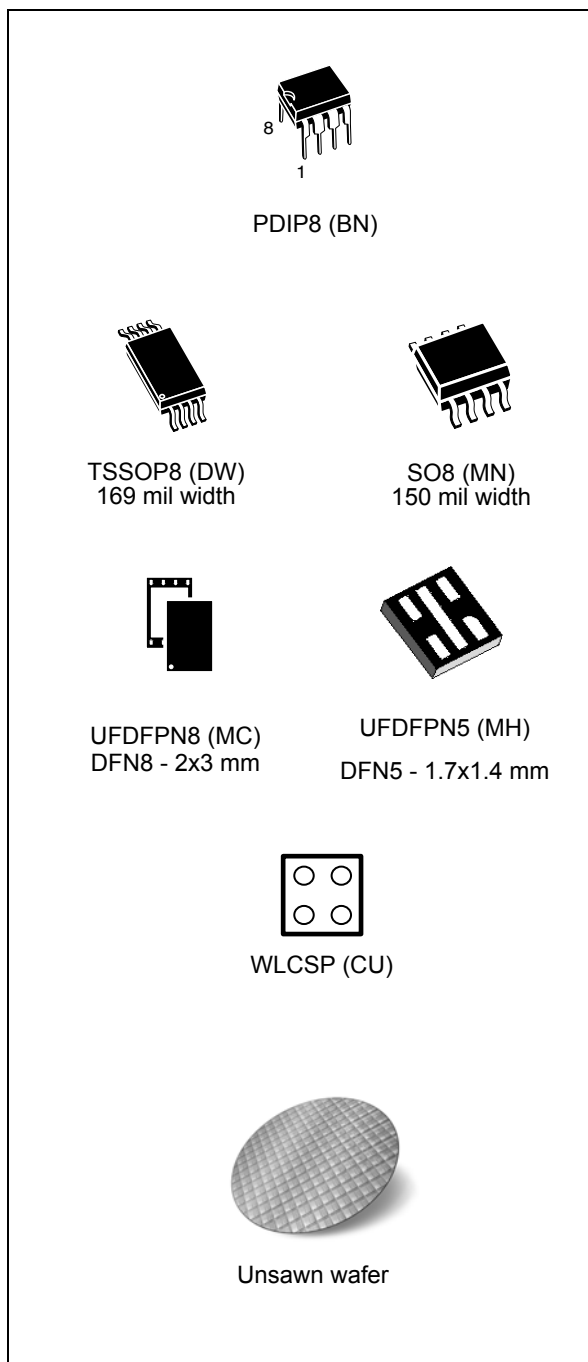 8
1
PDIP8 (BN)
TSSOP8 (DW)
169 mil width
SO8 (MN)
150 mil width
UFDFPN8 (MC)
DFN8 - 2x3 mm
UFDFPN5 (MH)
DFN5 - 1.7x1.4 mm
WLCSP (CU)
Unsawn wafer